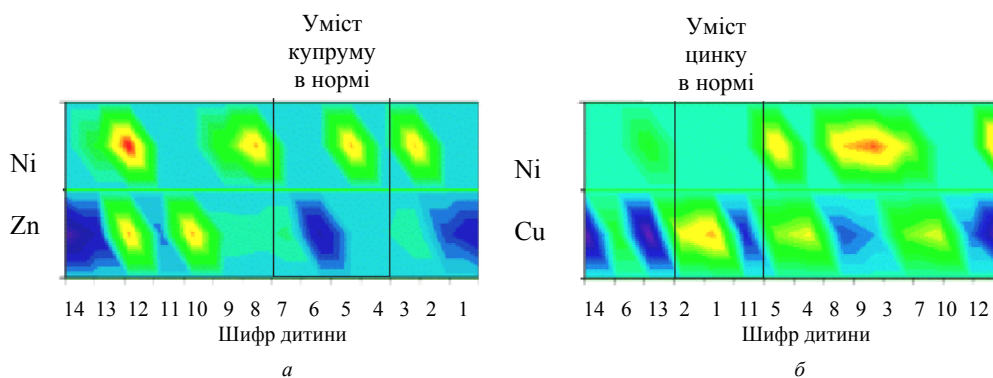 Уміст
купруму
в нормі
Ni
Zn
14 13 12 11 10 9 8 7 6 5 4 3 2 1
Шифр дитини
а
Уміст
цинку
в нормі
Ni
Cu
14 6 13 2 1 11 5 4 8 9 3 7 10 12
Шифр дитини
б